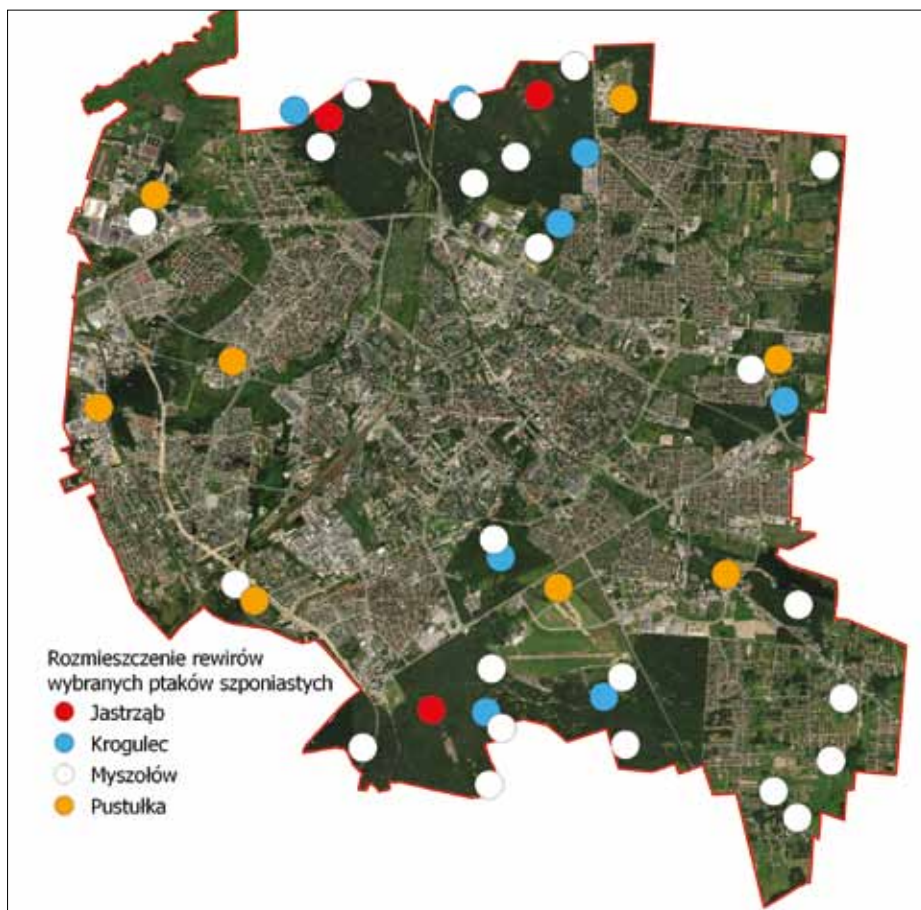 Rozmieszczenie rewirów
wybranych ptaków szponiastych
Jastrząb
Krogulec
Myszołów
Pustułka